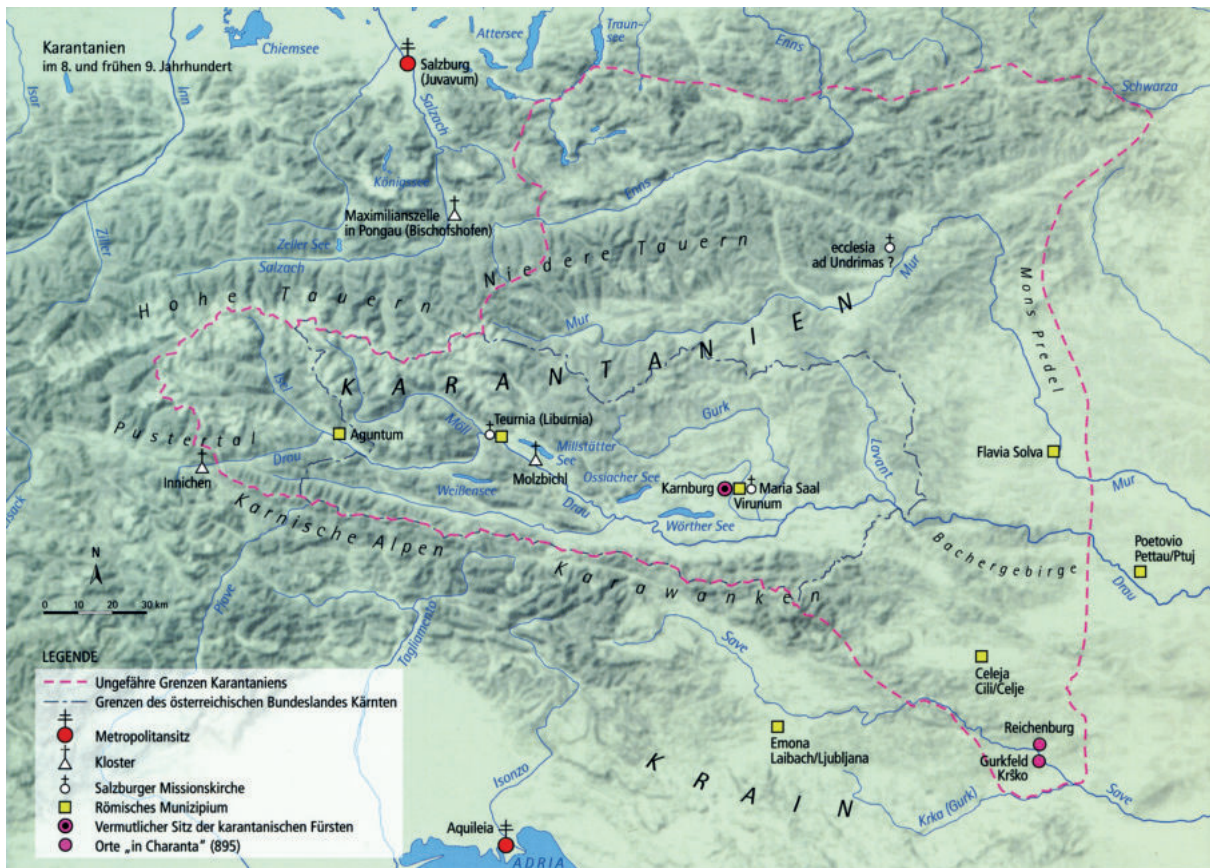 Karantanien
im 8. und frühen 9. Jahrhundert
Chiemsee
Attersee
Traun-
see
Enns
Isar
Inn
Salzburg
(Juvavum)
Salzach
Schwarza
Königssee
Enns
Maximilianszelle
in Pongau (Bischofshofen)
Ziller
Zeller See
Salzach
ecclesia
ad Undrimas ?
Mur
Niedere Tauern
Hohe Tauern
Mons Predel
Mur
KARANTANIEN
Isel
Gurk
Teurnia (Liburnia)
Möll
Aguntum
Pustertal
Millstätter
See
Lavant
Flavia Solva
Drau
Innichen
Molzbichl
Ossiacher See
Weißensee
Karnburg
Maria Saal
Virunum
Mur
Drau
Wörther See
Karnische Alpen
Bachergebirge
Poetovio
Pettau/Ptuj
Drau
N
Karawanken
0 10 20 30 km
Piave
Tagliamento
Save
Celeja
Cili/Celje
LEGENDE
Ungefähre Grenzen Karantaniens
Grenzen des österreichischen Bundeslandes Kärnten
Metropolitansitz
Kloster
Salzburger Missionskirche
Römisches Munizipium
Vermutlicher Sitz der karantanischen Fürsten
Orte „in Charanta” (895)
Emona
Laibach/Ljubljana
Reichenburg
Gurkfeld
Krško
KRAIN
Isonzo
Krka (Gurk)
Save
Aquileia
ADRIA